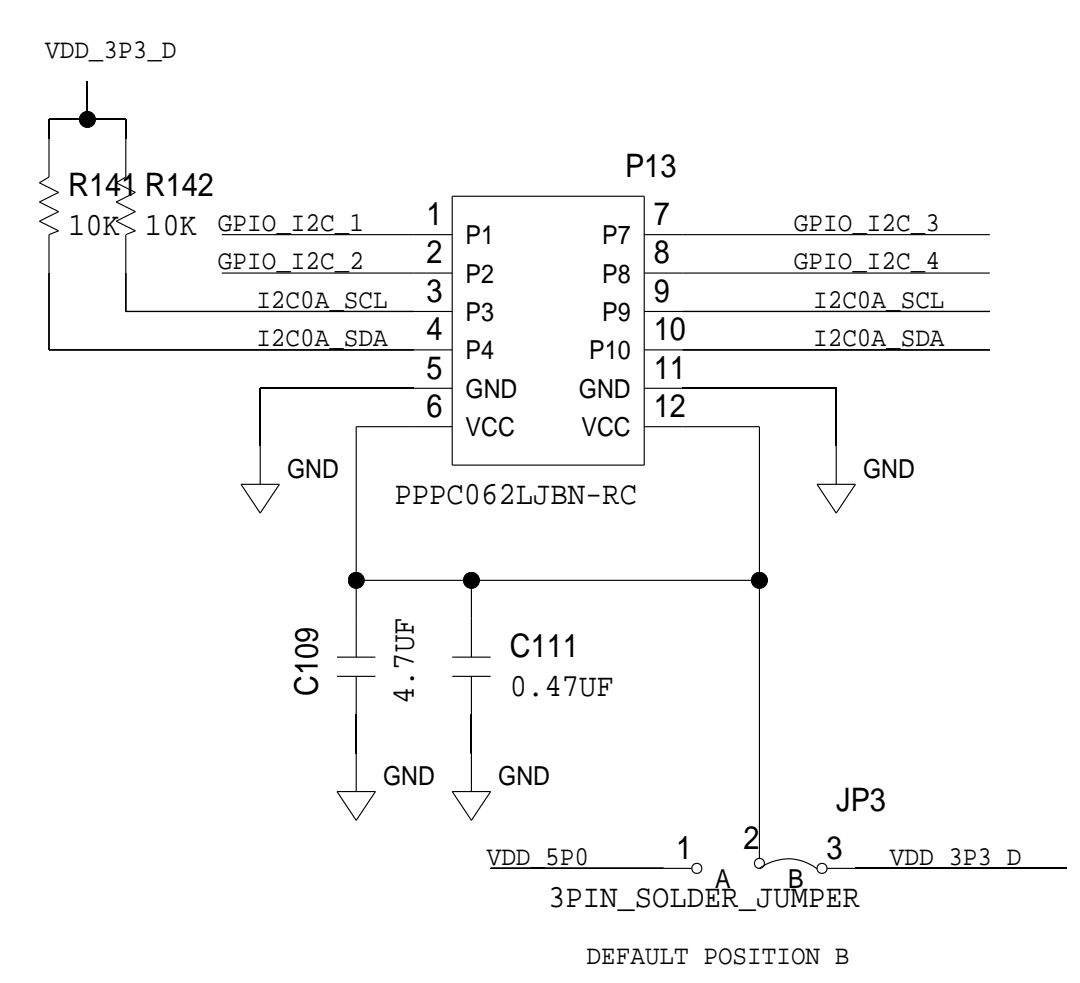 VDD_3P3_D
P13
R141 R142
10K 10K
GPIO_I2C_1 1 P1 P7 7 GPIO_I2C_3
GPIO_I2C_2 2 P2 P8 8 GPIO_I2C_4
I2C0A_SCL 3 P3 P9 9 I2C0A_SCL
I2C0A_SDA 4 P4 P10 10 I2C0A_SDA
5 GND GND 11
6 VCC VCC 12
GND GND
PPPC062LJBN-RC
C109 4.7UF C111
0.47UF
GND GND
JP3
VDD_5P0 1 2 3 VDD_3P3_D
A B
3PIN_SOLDER_JUMPER
DEFAULT POSITION B